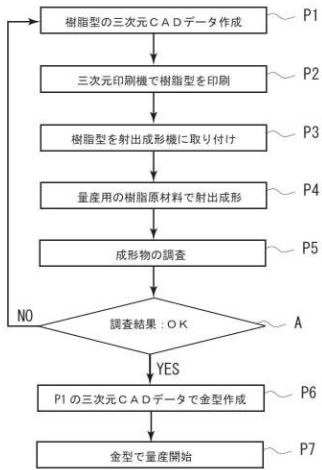 樹脂型の三次元CADデータ作成 P1
三次元印刷機で樹脂型を印刷 P2
樹脂型を射出成形機に取り付け P3
量産用の樹脂原材料で射出成形 P4
成形物の調査 P5
調査結果:OK A
NO
YES
P1の三次元CADデータで金型作成 P6
金型で量産開始 P7